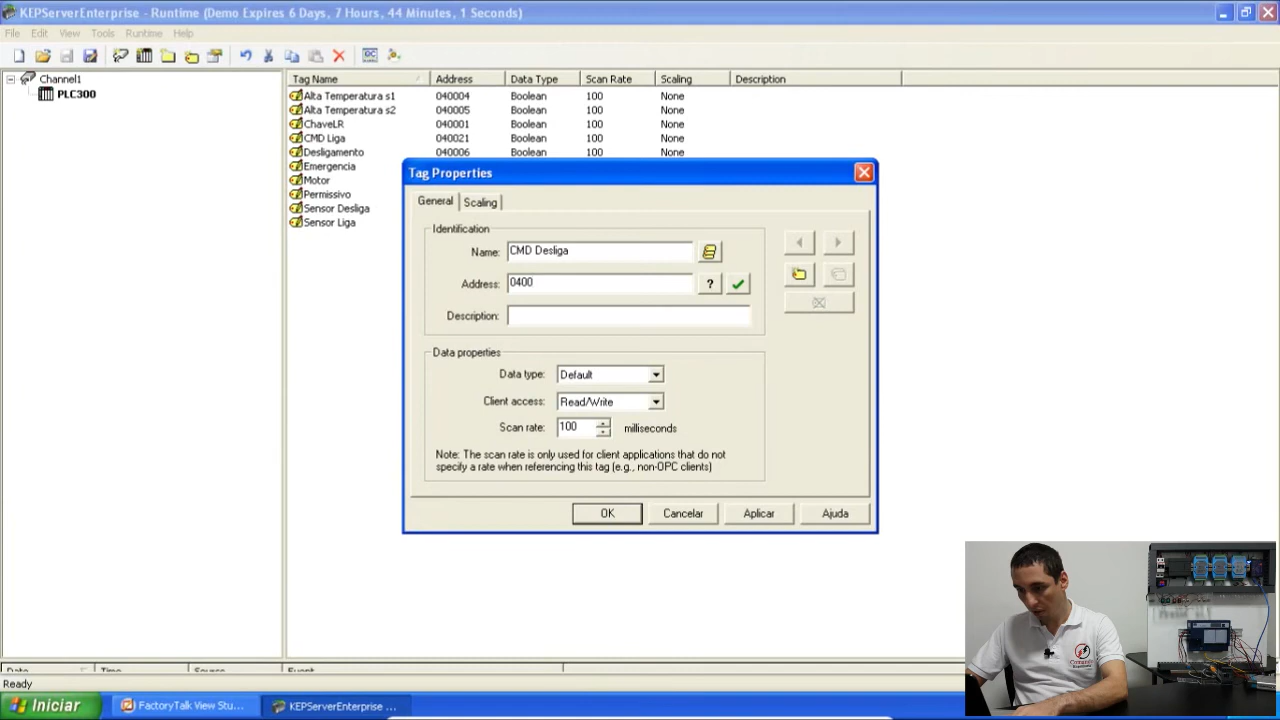 KEPServerEnterprise - Runtime (Demo Expires 6 Days, 7 Hours, 44 Minutes, 1 Seconds)
File Edit View Tools Runtime Help
Channel1
PLC300
Tag Name Address Data Type Scan Rate Scaling Description
Alta Temperatura s1 040004 Boolean 100 None
Alta Temperatura s2 040005 Boolean 100 None
ChaveLR 040001 Boolean 100 None
CMD Liga 040021 Boolean 100 None
Desligamento 040006 Boolean 100 None
Emergencia
Motor
Permissivo
Sensor Desliga
Sensor Liga
Tag Properties
General Scaling
Identification
Name: CMD Desliga
Address: 0400 ?
Description:
Data properties
Data type: Default
Client access: Read/Write
Scan rate: 100 milliseconds
Note: The scan rate is only used for client applications that do not
specify a rate when referencing this tag (e.g., non-OPC clients)
OK Cancelar Aplicar Ajuda
Date Time Source Event
Ready
Iniciar FactoryTalk View Stu... KEPServerEnterprise ...